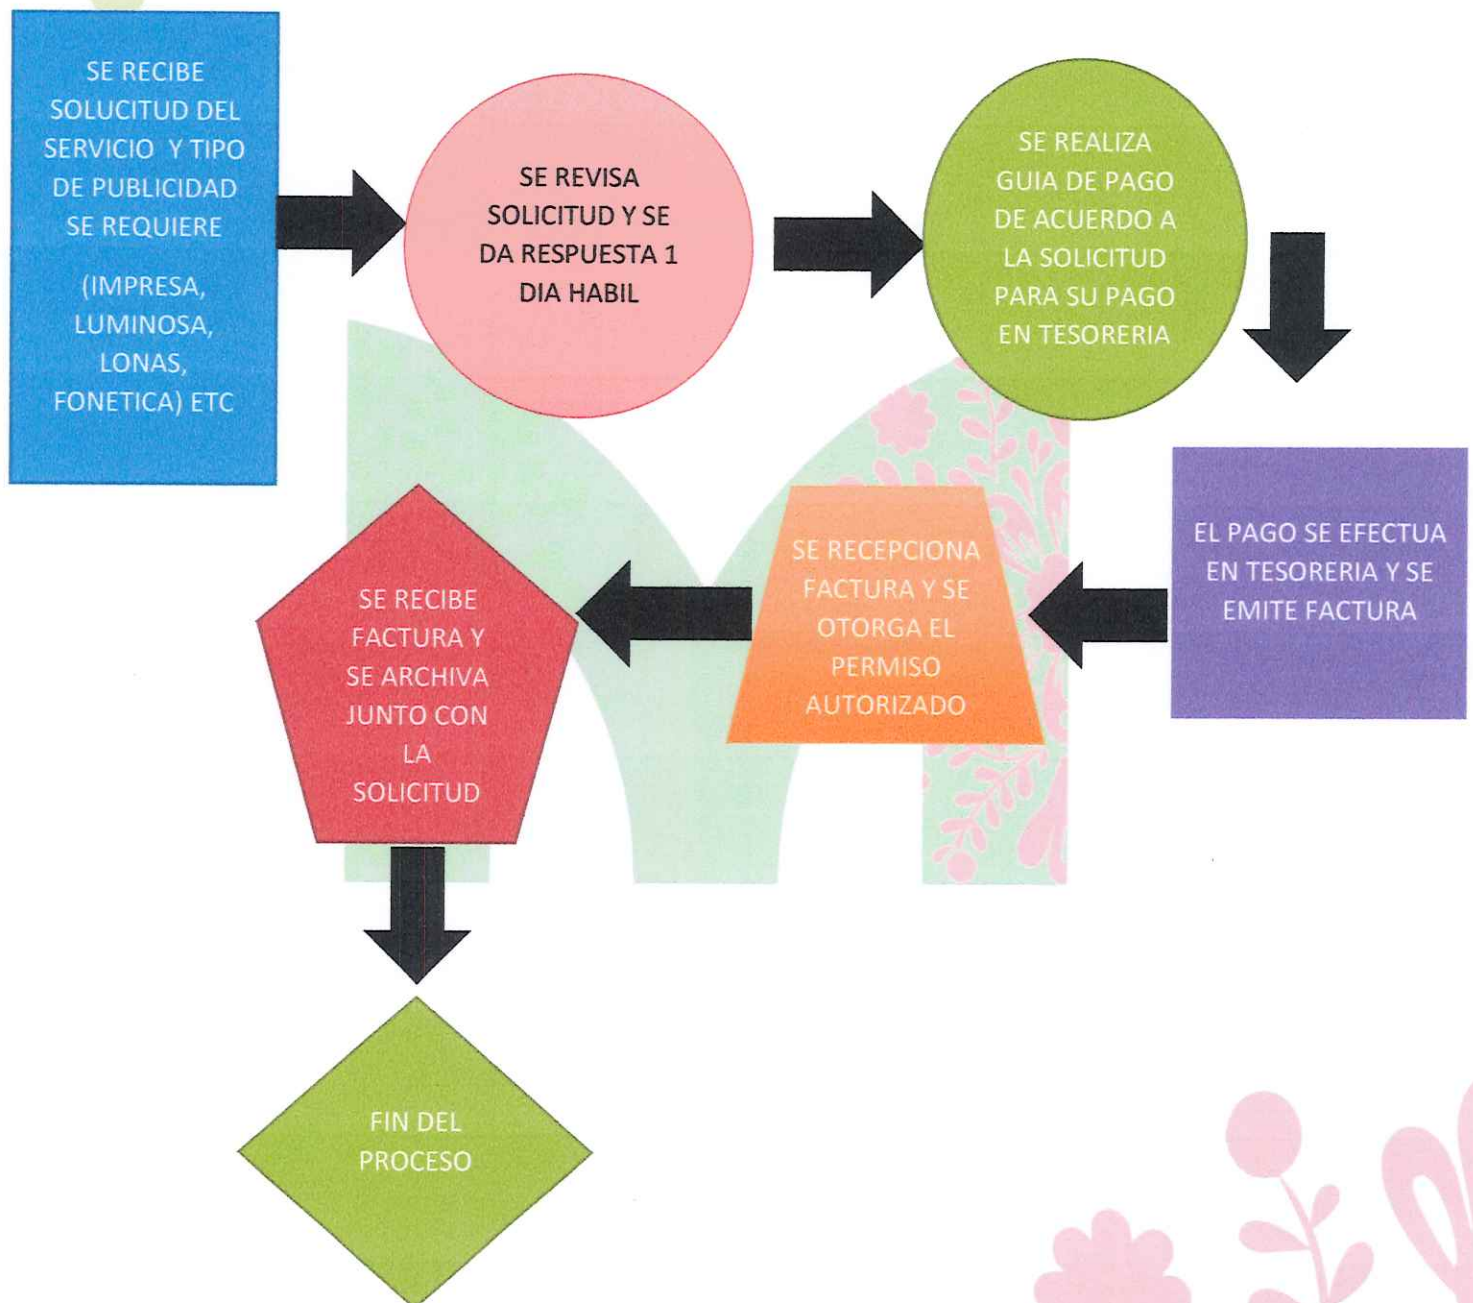 SE RECIBE
SOLUCITUD DEL
SERVICIO Y TIPO
DE PUBLICIDAD
SE REQUIERE
(IMPRESA,
LUMINOSA,
LONAS,
FONETICA) ETC
SE REVISA
SOLICITUD Y SE
DA RESPUESTA 1
DIA HABIL
SE REALIZA
GUIA DE PAGO
DE ACUERDO A
LA SOLICITUD
PARA SU PAGO
EN TESORERIA
EL PAGO SE EFECTUA
EN TESORERIA Y SE
EMITE FACTURA
SE RECEPCIONA
FACTURA Y SE
OTORGA EL
PERMISO
AUTORIZADO
SE RECIBE
FACTURA Y
SE ARCHIVA
JUNTO CON
LA
SOLICITUD
FIN DEL
PROCESO